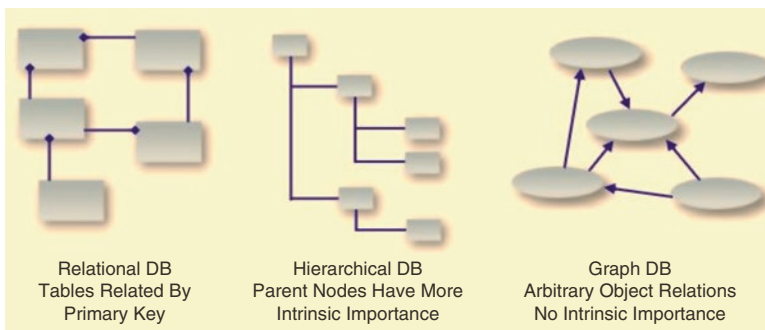 Relational DB
Tables Related By
Primary Key
Hierarchical DB
Parent Nodes Have More
Intrinsic Importance
Graph DB
Arbitrary Object Relations
No Intrinsic Importance